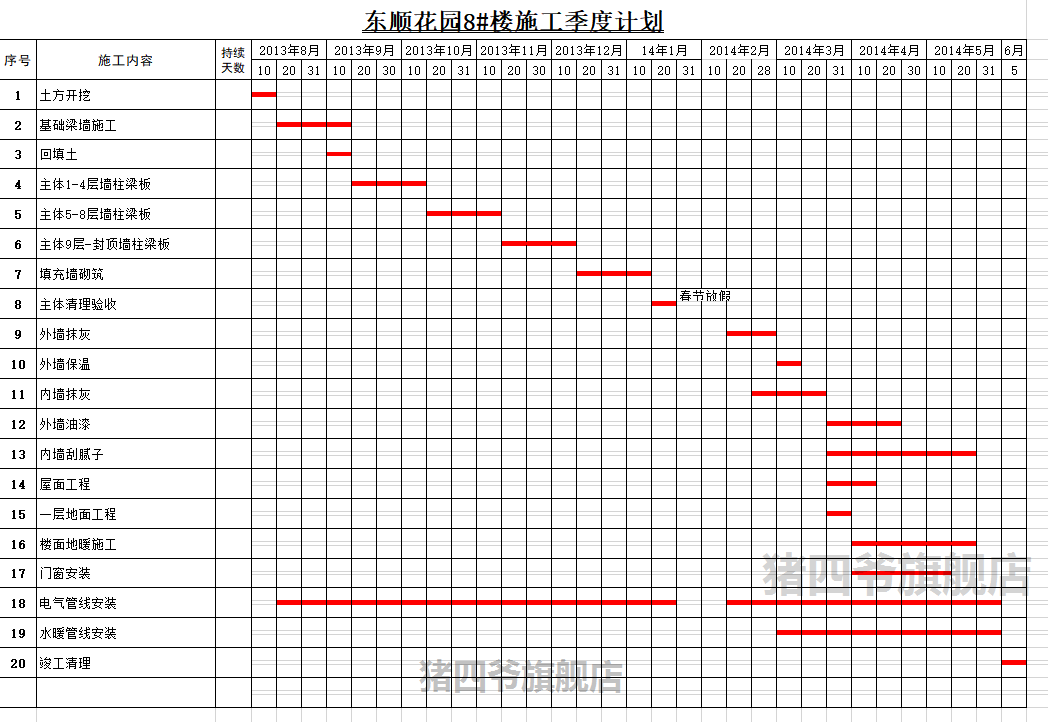 东顺花园8#楼施工季度计划
序号 施工内容 持续天数 2013年8月 2013年9月 2013年10月 2013年11月 2013年12月 14年1月 2014年2月 2014年3月 2014年4月 2014年5月 6月
10 20 31 10 20 30 10 20 31 10 20 30 10 20 31 10 20 31 10 20 28 10 20 31 10 20 30 10 20 31 5
1 土方开挖
2 基础梁墙施工
3 回填土
4 主体1-4层墙柱梁板
5 主体5-8层墙柱梁板
6 主体9层-封顶墙柱梁板
7 填充墙砌筑
8 主体清理验收 春节放假
9 外墙抹灰
10 外墙保温
11 内墙抹灰
12 外墙油漆
13 内墙刮腻子
14 屋面工程
15 一层地面工程
16 楼面地暖施工
17 门窗安装
猪四爷旗舰店
18 电气管线安装
19 水暖管线安装
20 竣工清理
猪四爷旗舰店